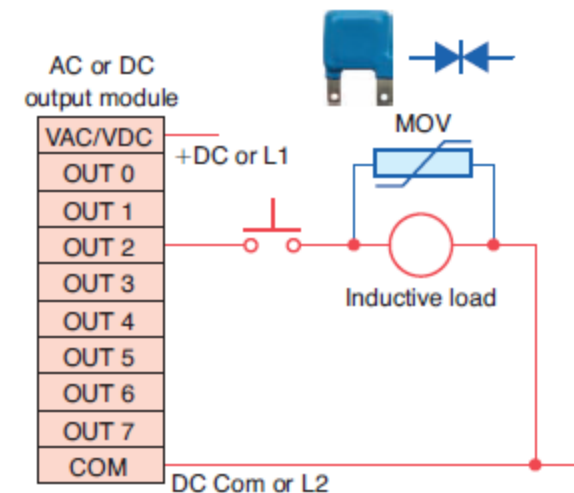 AC or DC
output module
VAC/VDC
+DC or L1
OUT 0
OUT 1
OUT 2
OUT 3
OUT 4
OUT 5
OUT 6
OUT 7
COM
DC Com or L2
MOV
Inductive load